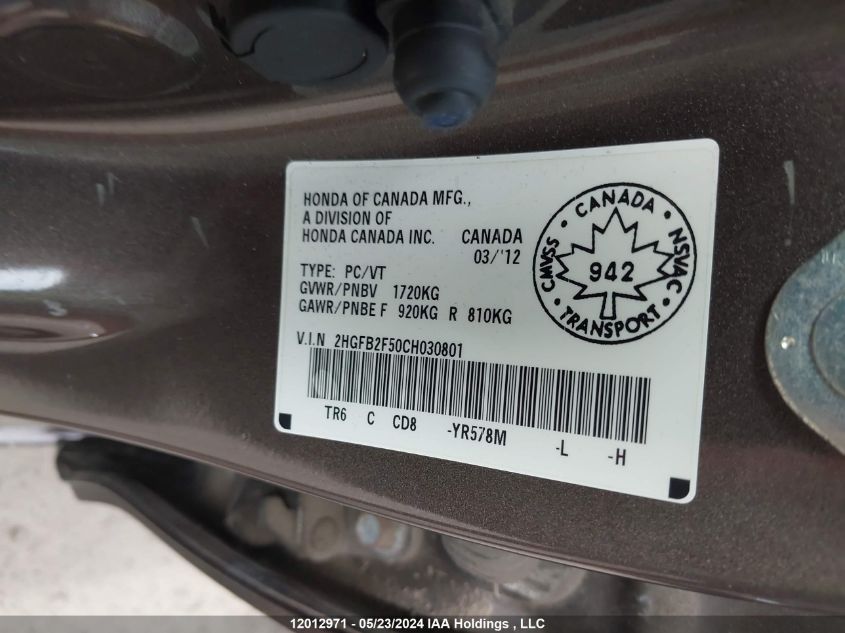 HONDA OF CANADA MFG.,
A DIVISION OF
HONDA CANADA INC. CANADA
03/'12
TYPE: PC/VT
GVWR/PNBV 1720KG
GAWR/PNBE F 920KG R 810KG
V.I.N 2HGFB2F50CH030801
TR6 C CD8 -YR578M -L -H
CANADA
CMVSS 942 NSVAC
TRANSPORT
12012971 - 05/23/2024 IAA Holdings , LLC